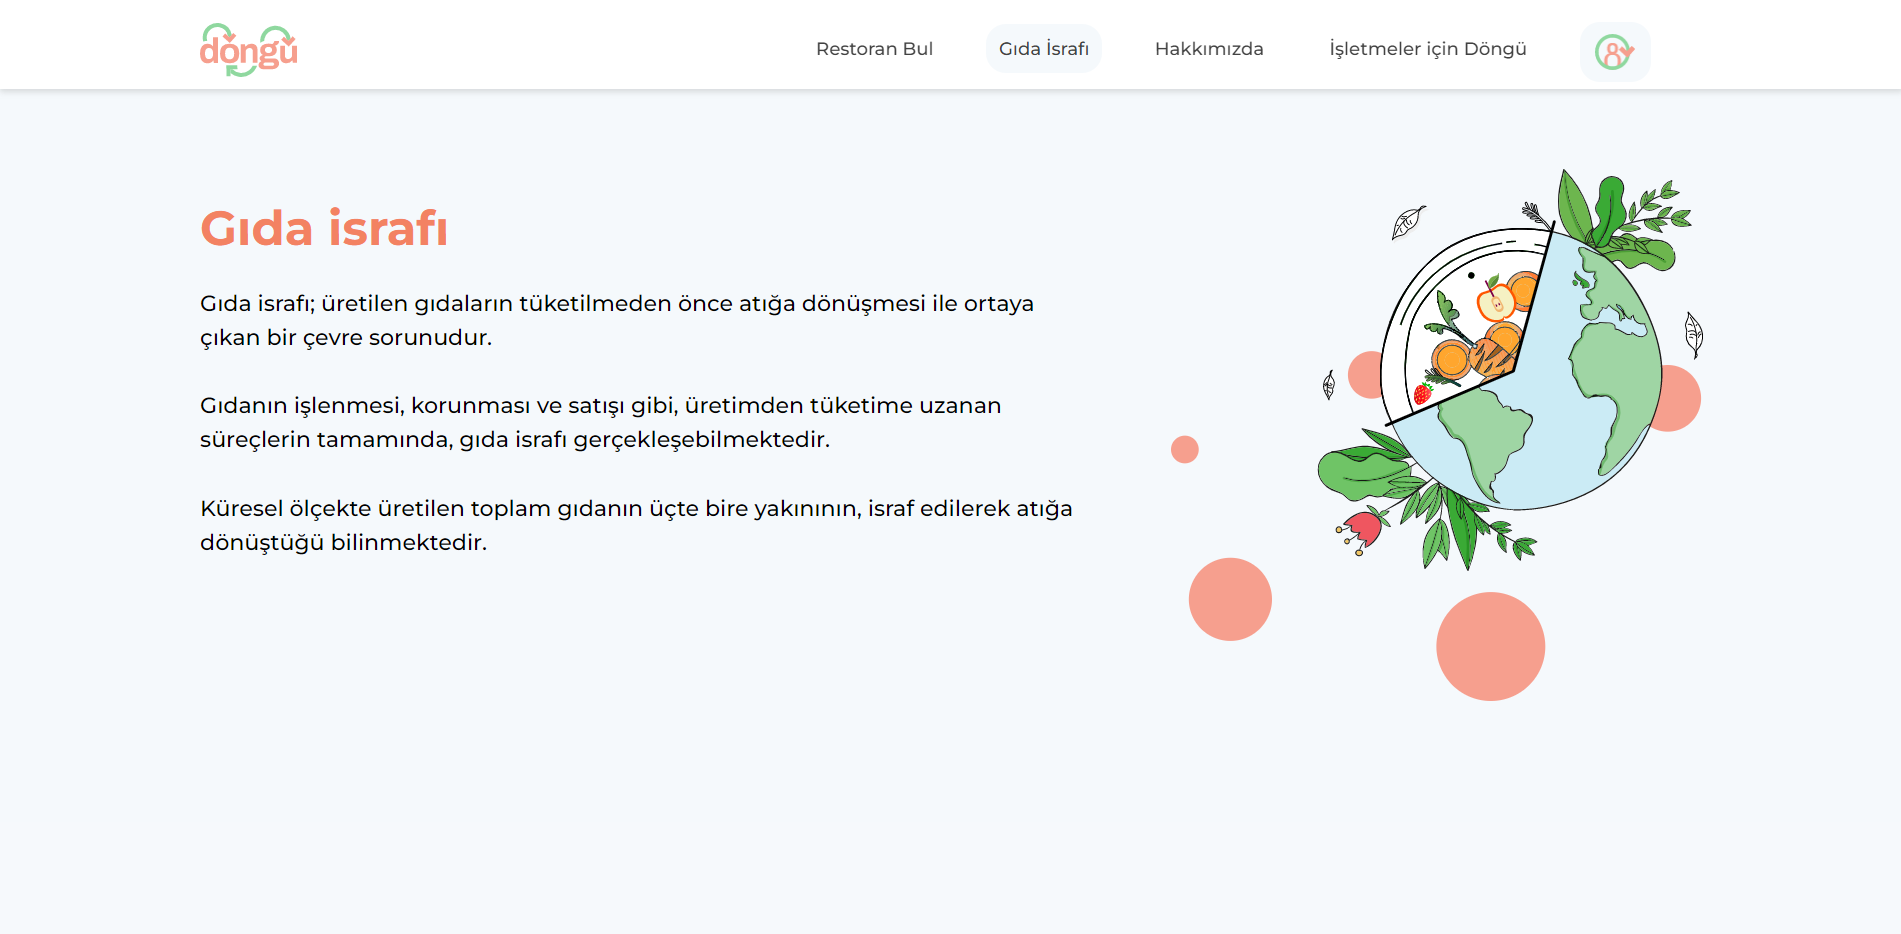 döngü
Restoran Bul
Gıda İsrafı
Hakkımızda
İşletmeler için Döngü
Gıda israfı
Gıda israfı; üretilen gıdaların tüketilmeden önce atığa dönüşmesi ile ortaya
çıkan bir çevre sorunudur.
Gıdanın işlenmesi, korunması ve satışı gibi, üretimden tüketime uzanan
süreçlerin tamamında, gıda israfı gerçekleşebilmektedir.
Küresel ölçekte üretilen toplam gıdanın üçte bire yakınının, israf edilerek atığa
dönüştüğü bilinmektedir.